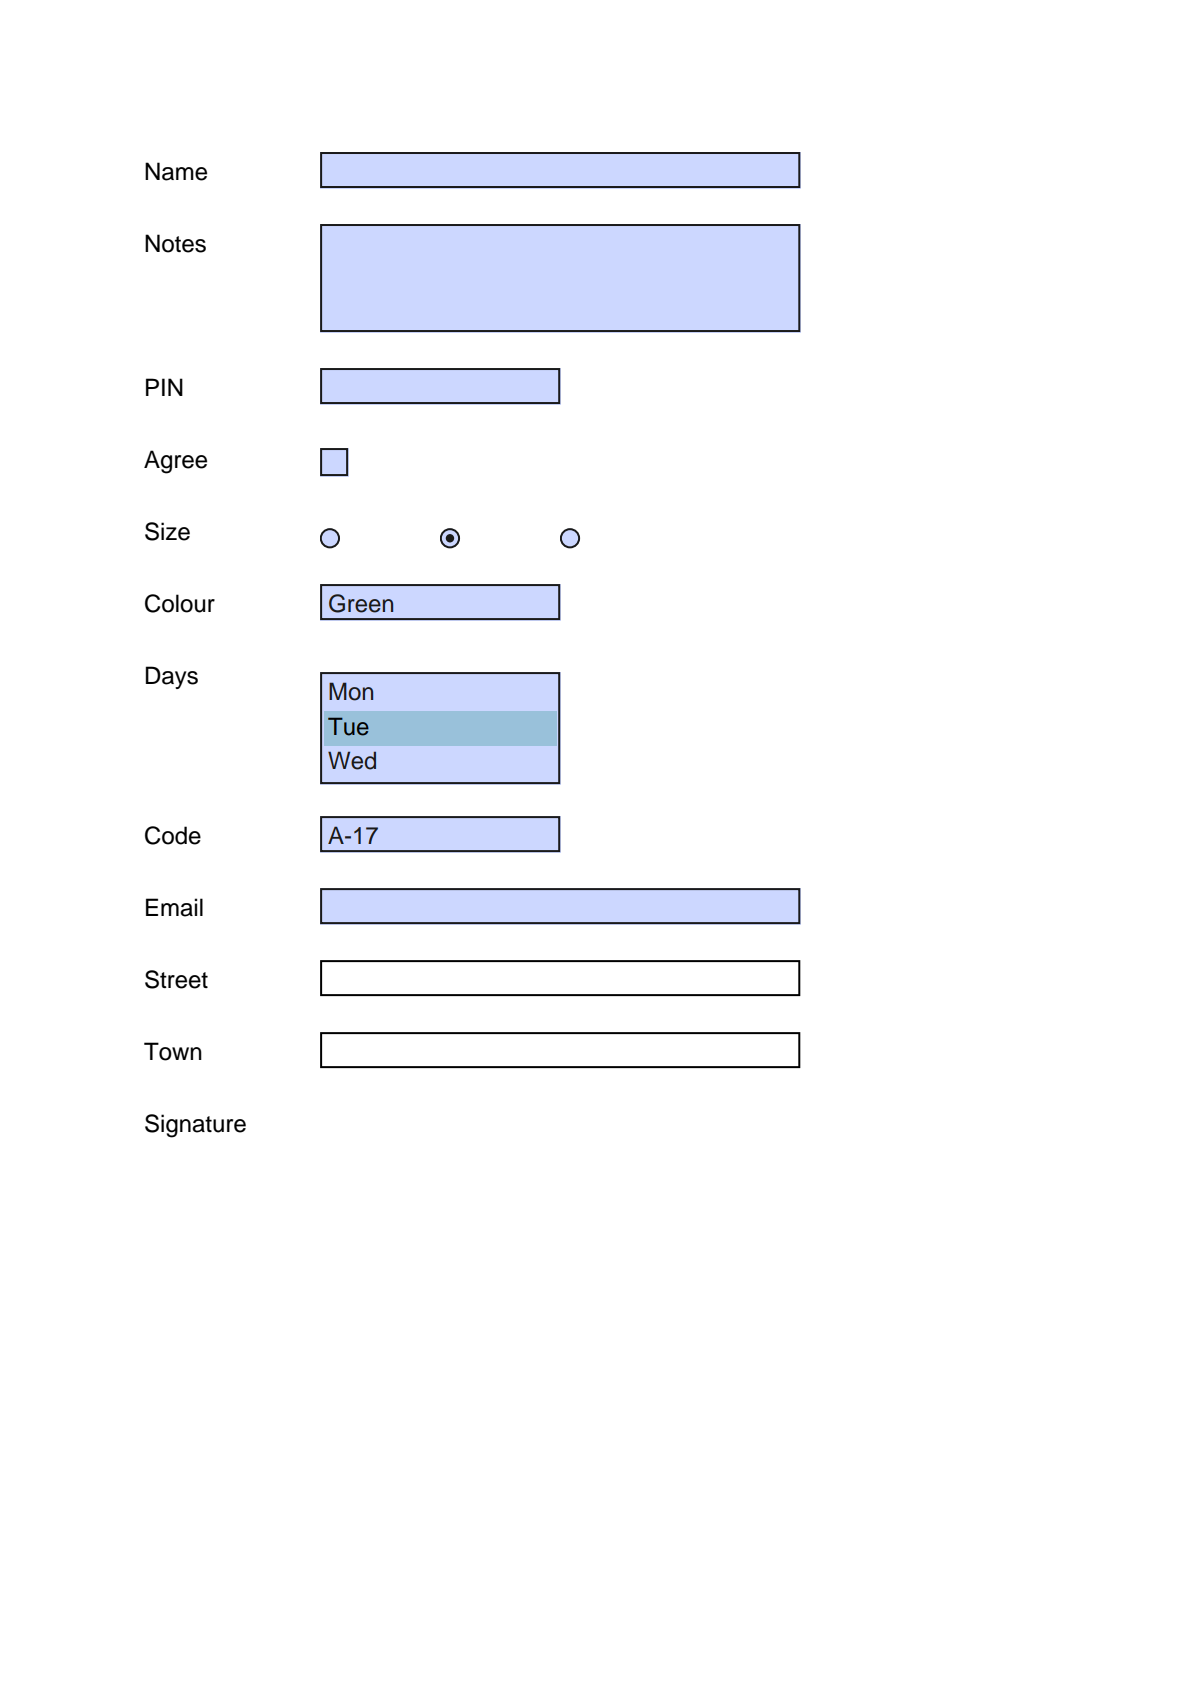 Name
Notes
PIN
Agree
Size
Colour Green
Days
Mon
Tue
Wed
Code A-17
Email
Street
Town
Signature